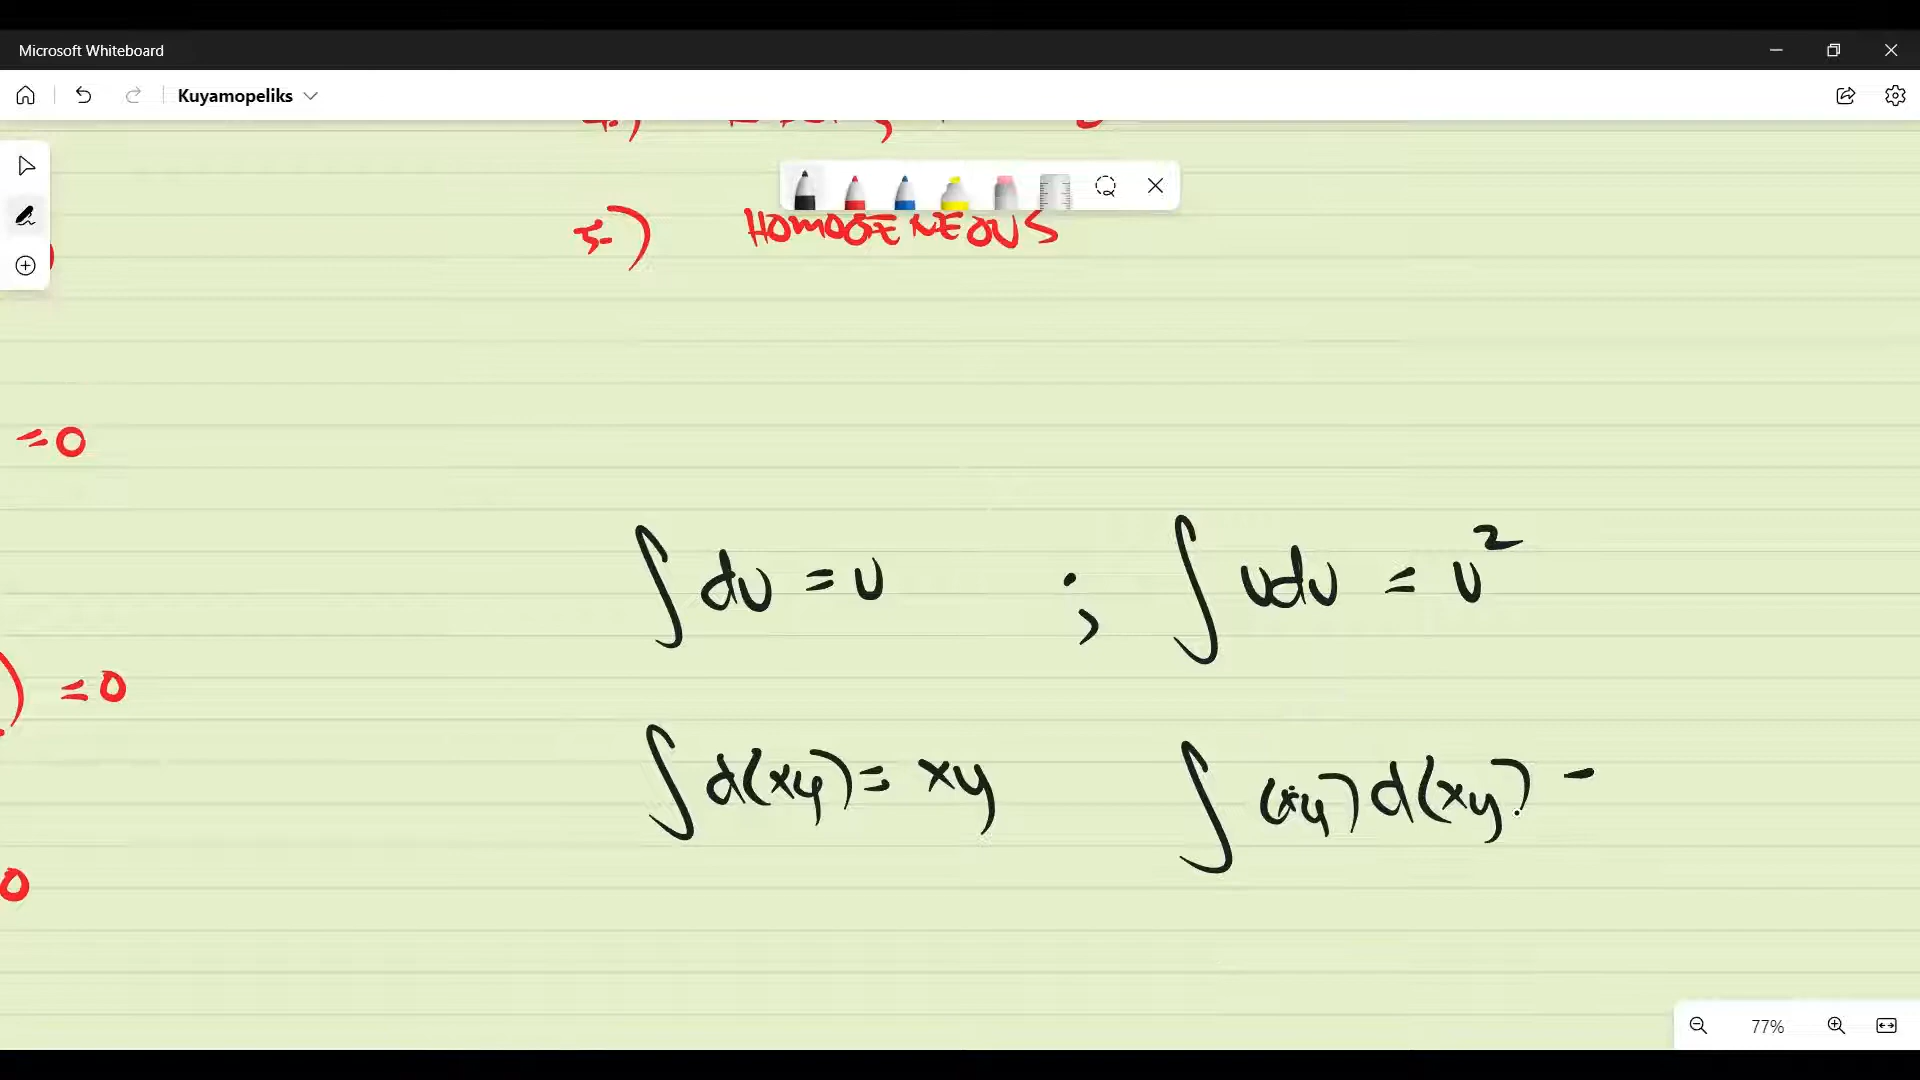 Microsoft Whiteboard
Kuyamopeliks
5.) HOMOGENEOUS
=0
∫ du = u ; ∫ udu = u²
) =0
∫ d(xy) = xy ∫ (xy) d(xy) -
0
77%